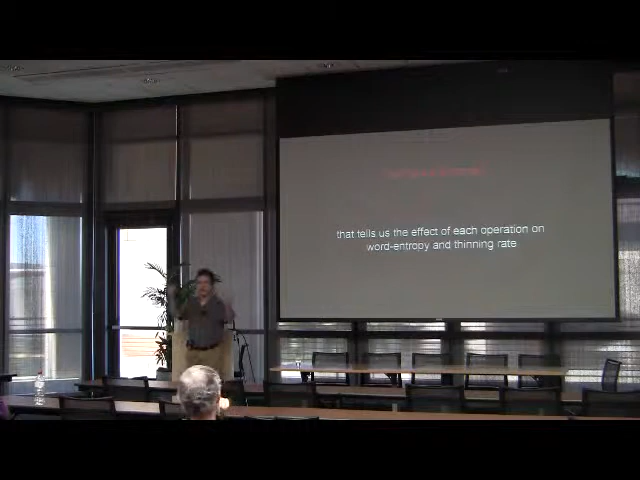 that tells us the effect of each operation on
word-entropy and thinning rate